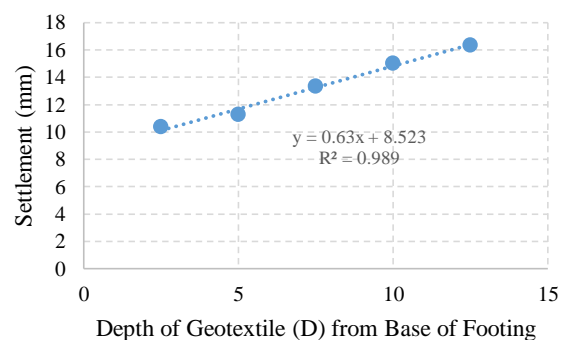 18
16
14
12
10
8
6
4
2
0
Settlement (mm)
y = 0.63x + 8.523
R² = 0.989
0 5 10 15
Depth of Geotextile (D) from Base of Footing